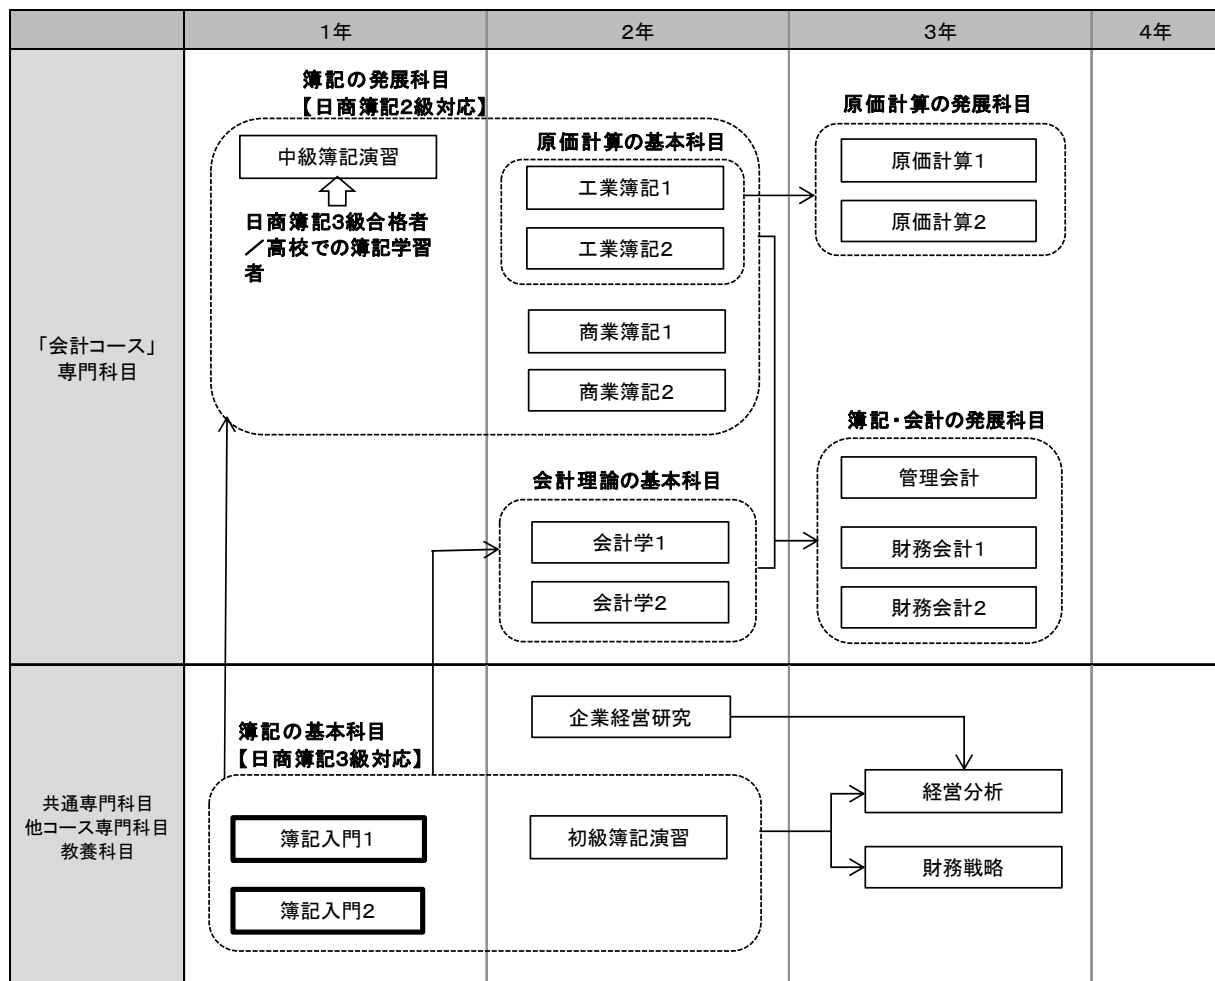 1年
2年
3年
4年
「会計コース」
専門科目
簿記の発展科目
【日商簿記2級対応】
中級簿記演習
日商簿記3級合格者
／高校での簿記学習
者
原価計算の基本科目
工業簿記1
工業簿記2
商業簿記1
商業簿記2
会計理論の基本科目
会計学1
会計学2
原価計算の発展科目
原価計算1
原価計算2
簿記・会計の発展科目
管理会計
財務会計1
財務会計2
共通専門科目
他コース専門科目
教養科目
簿記の基本科目
【日商簿記3級対応】
簿記入門1
簿記入門2
企業経営研究
初級簿記演習
経営分析
財務戦略